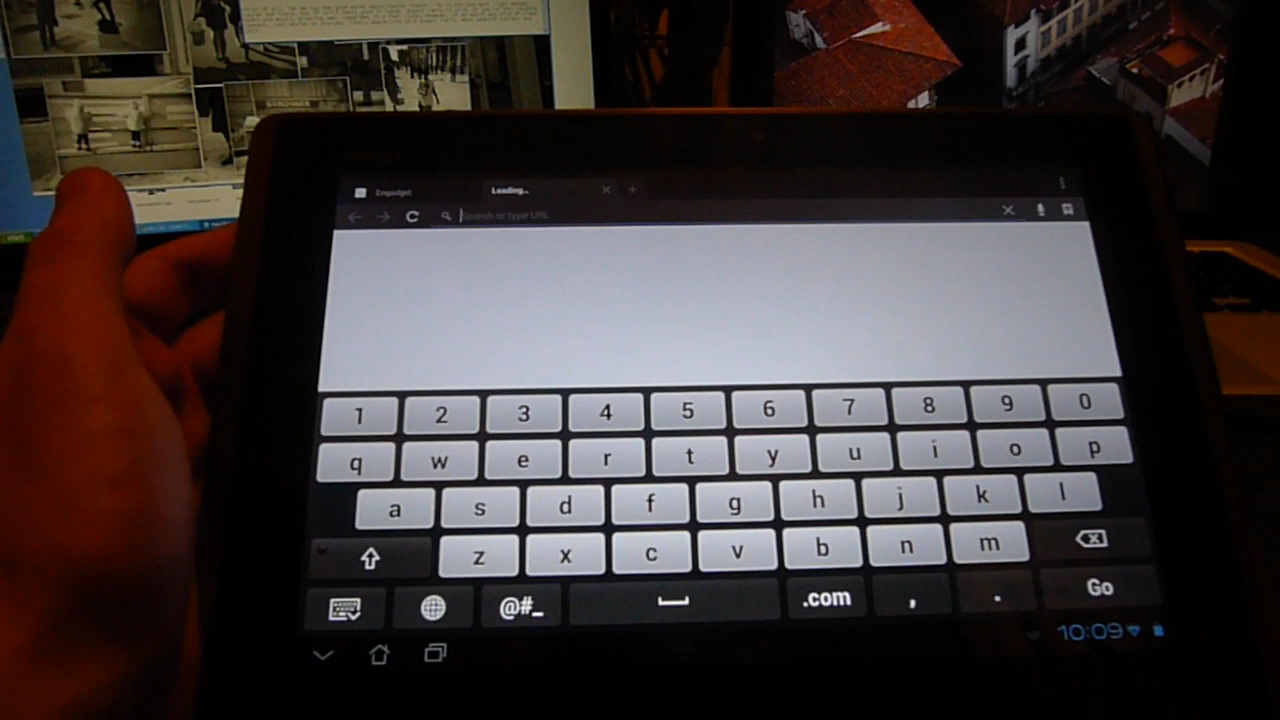 Engadget Loading...
Search or type URL
1 2 3 4 5 6 7 8 9 0
q w e r t y u i o p
a s d f g h j k l
z x c v b n m
@#_ .com , . Go
10:09